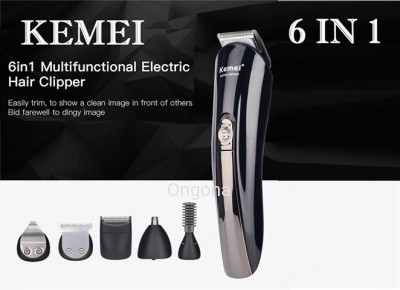 KEMEI
6 IN 1
6in1 Multifunctional Electric
Hair Clipper
Easily trim, to show a clean image in front of others
Bid farewell to dingy image
Kemei
Ongoha